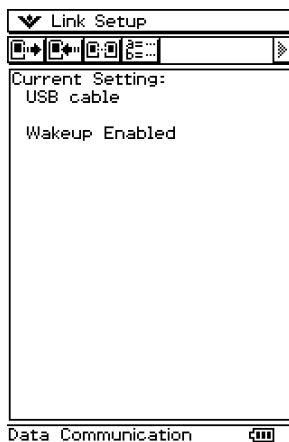 Link Setup
Current Setting:
USB cable
Wakeup Enabled
Data Communication